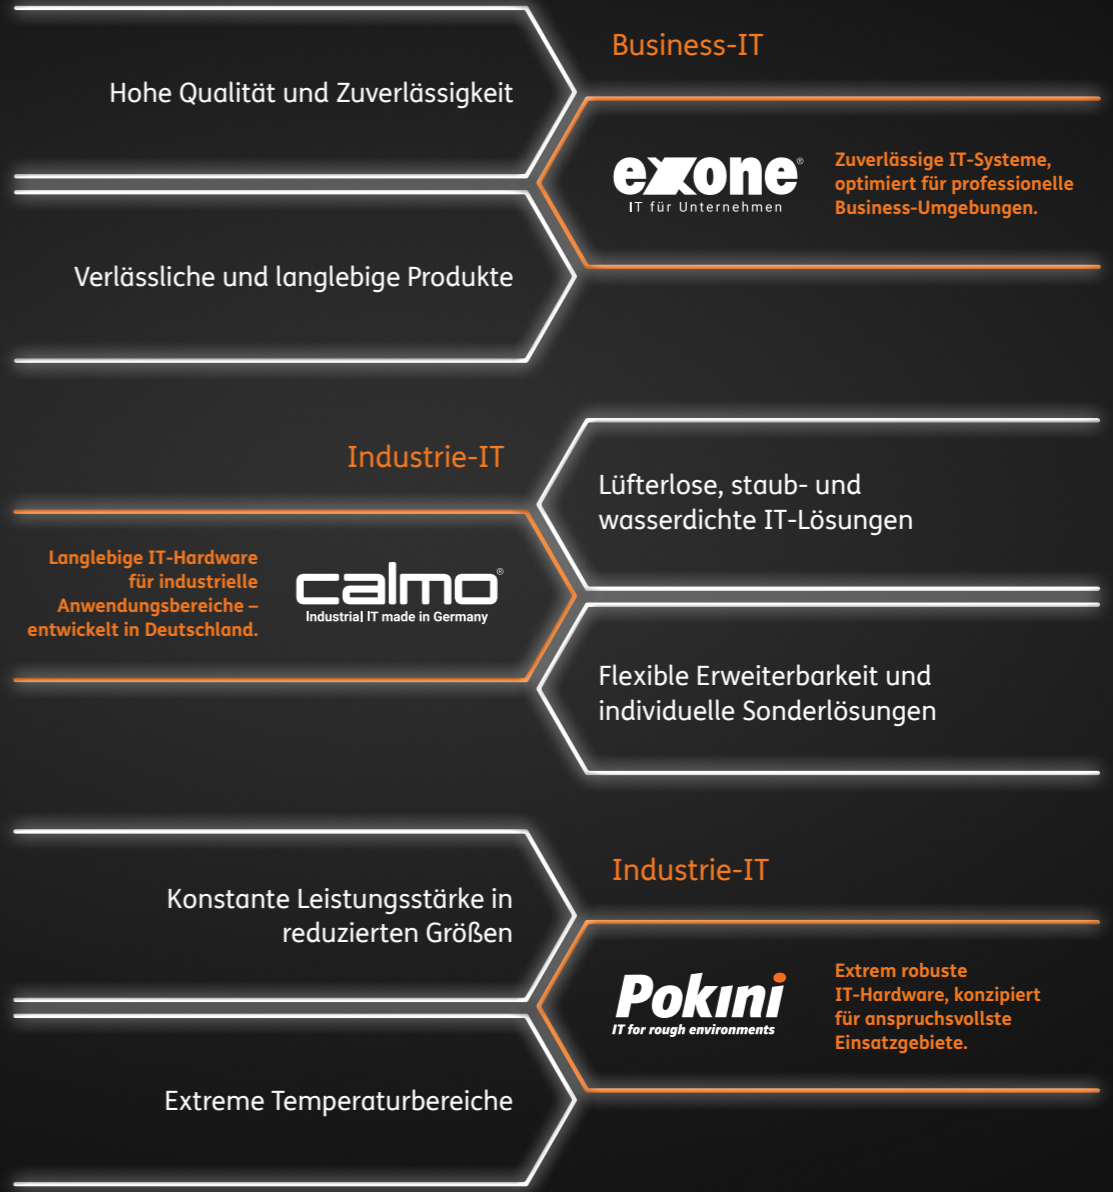 Business-IT
Hohe Qualität und Zuverlässigkeit
exone®
IT für Unternehmen
Zuverlässige IT-Systeme,
optimiert für professionelle
Business-Umgebungen.
Verlässliche und langlebige Produkte
Industrie-IT
Langlebige IT-Hardware
für industrielle
Anwendungsbereiche –
entwickelt in Deutschland.
calmo®
Industrial IT made in Germany
Lüfterlose, staub- und
wasserdichte IT-Lösungen
Flexible Erweiterbarkeit und
individuelle Sonderlösungen
Industrie-IT
Konstante Leistungsstärke in
reduzierten Größen
Pokini
IT for rough environments
Extrem robuste
IT-Hardware, konzipiert
für anspruchsvollste
Einsatzgebiete.
Extreme Temperaturbereiche